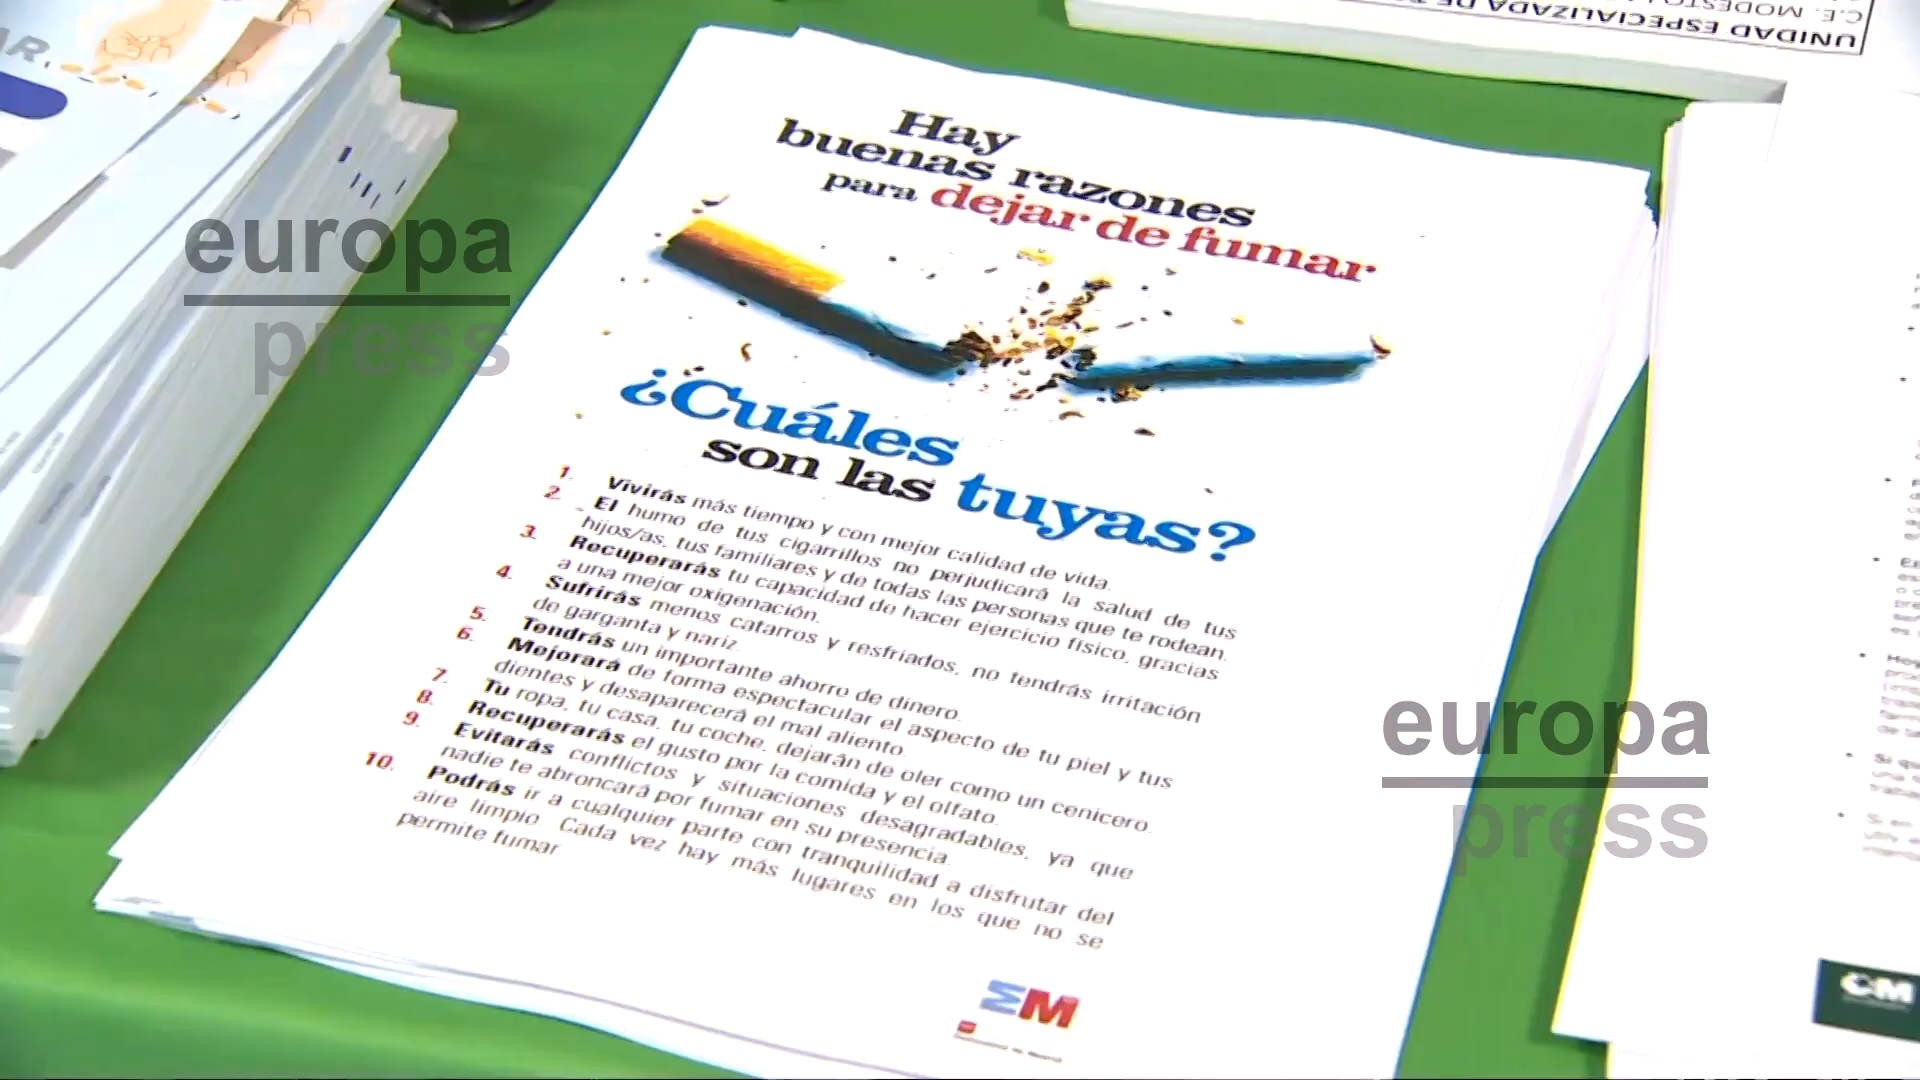 UNIDAD ESPECIALIZADA DE
C.E. MODESTO
AR.
Hay
buenas razones
para dejar de fumar
¿Cuáles
son las tuyas?
1. Vivirás más tiempo y con mejor calidad de vida.
2. El humo de tus cigarrillos no perjudicará la salud de tus
hijos/as, tus familiares y de todas las personas que te rodean.
3. Recuperarás tu capacidad de hacer ejercicio físico, gracias
a una mejor oxigenación.
4. Sufrirás menos catarros y resfriados, no tendrás irritación
de garganta y nariz.
5. Tendrás un importante ahorro de dinero.
6. Mejorará de forma espectacular el aspecto de tu piel y tus
dientes y desaparecerá el mal aliento.
7. Tu ropa, tu casa, tu coche, dejarán de oler como un cenicero.
8. Recuperarás el gusto por la comida y el olfato.
9. Evitarás conflictos y situaciones desagradables, ya que
nadie te abroncará por fumar en su presencia.
10. Podrás ir a cualquier parte con tranquilidad a disfrutar del
aire limpio. Cada vez hay más lugares en los que no se
permite fumar.
M
CM
europa
press
europa
press